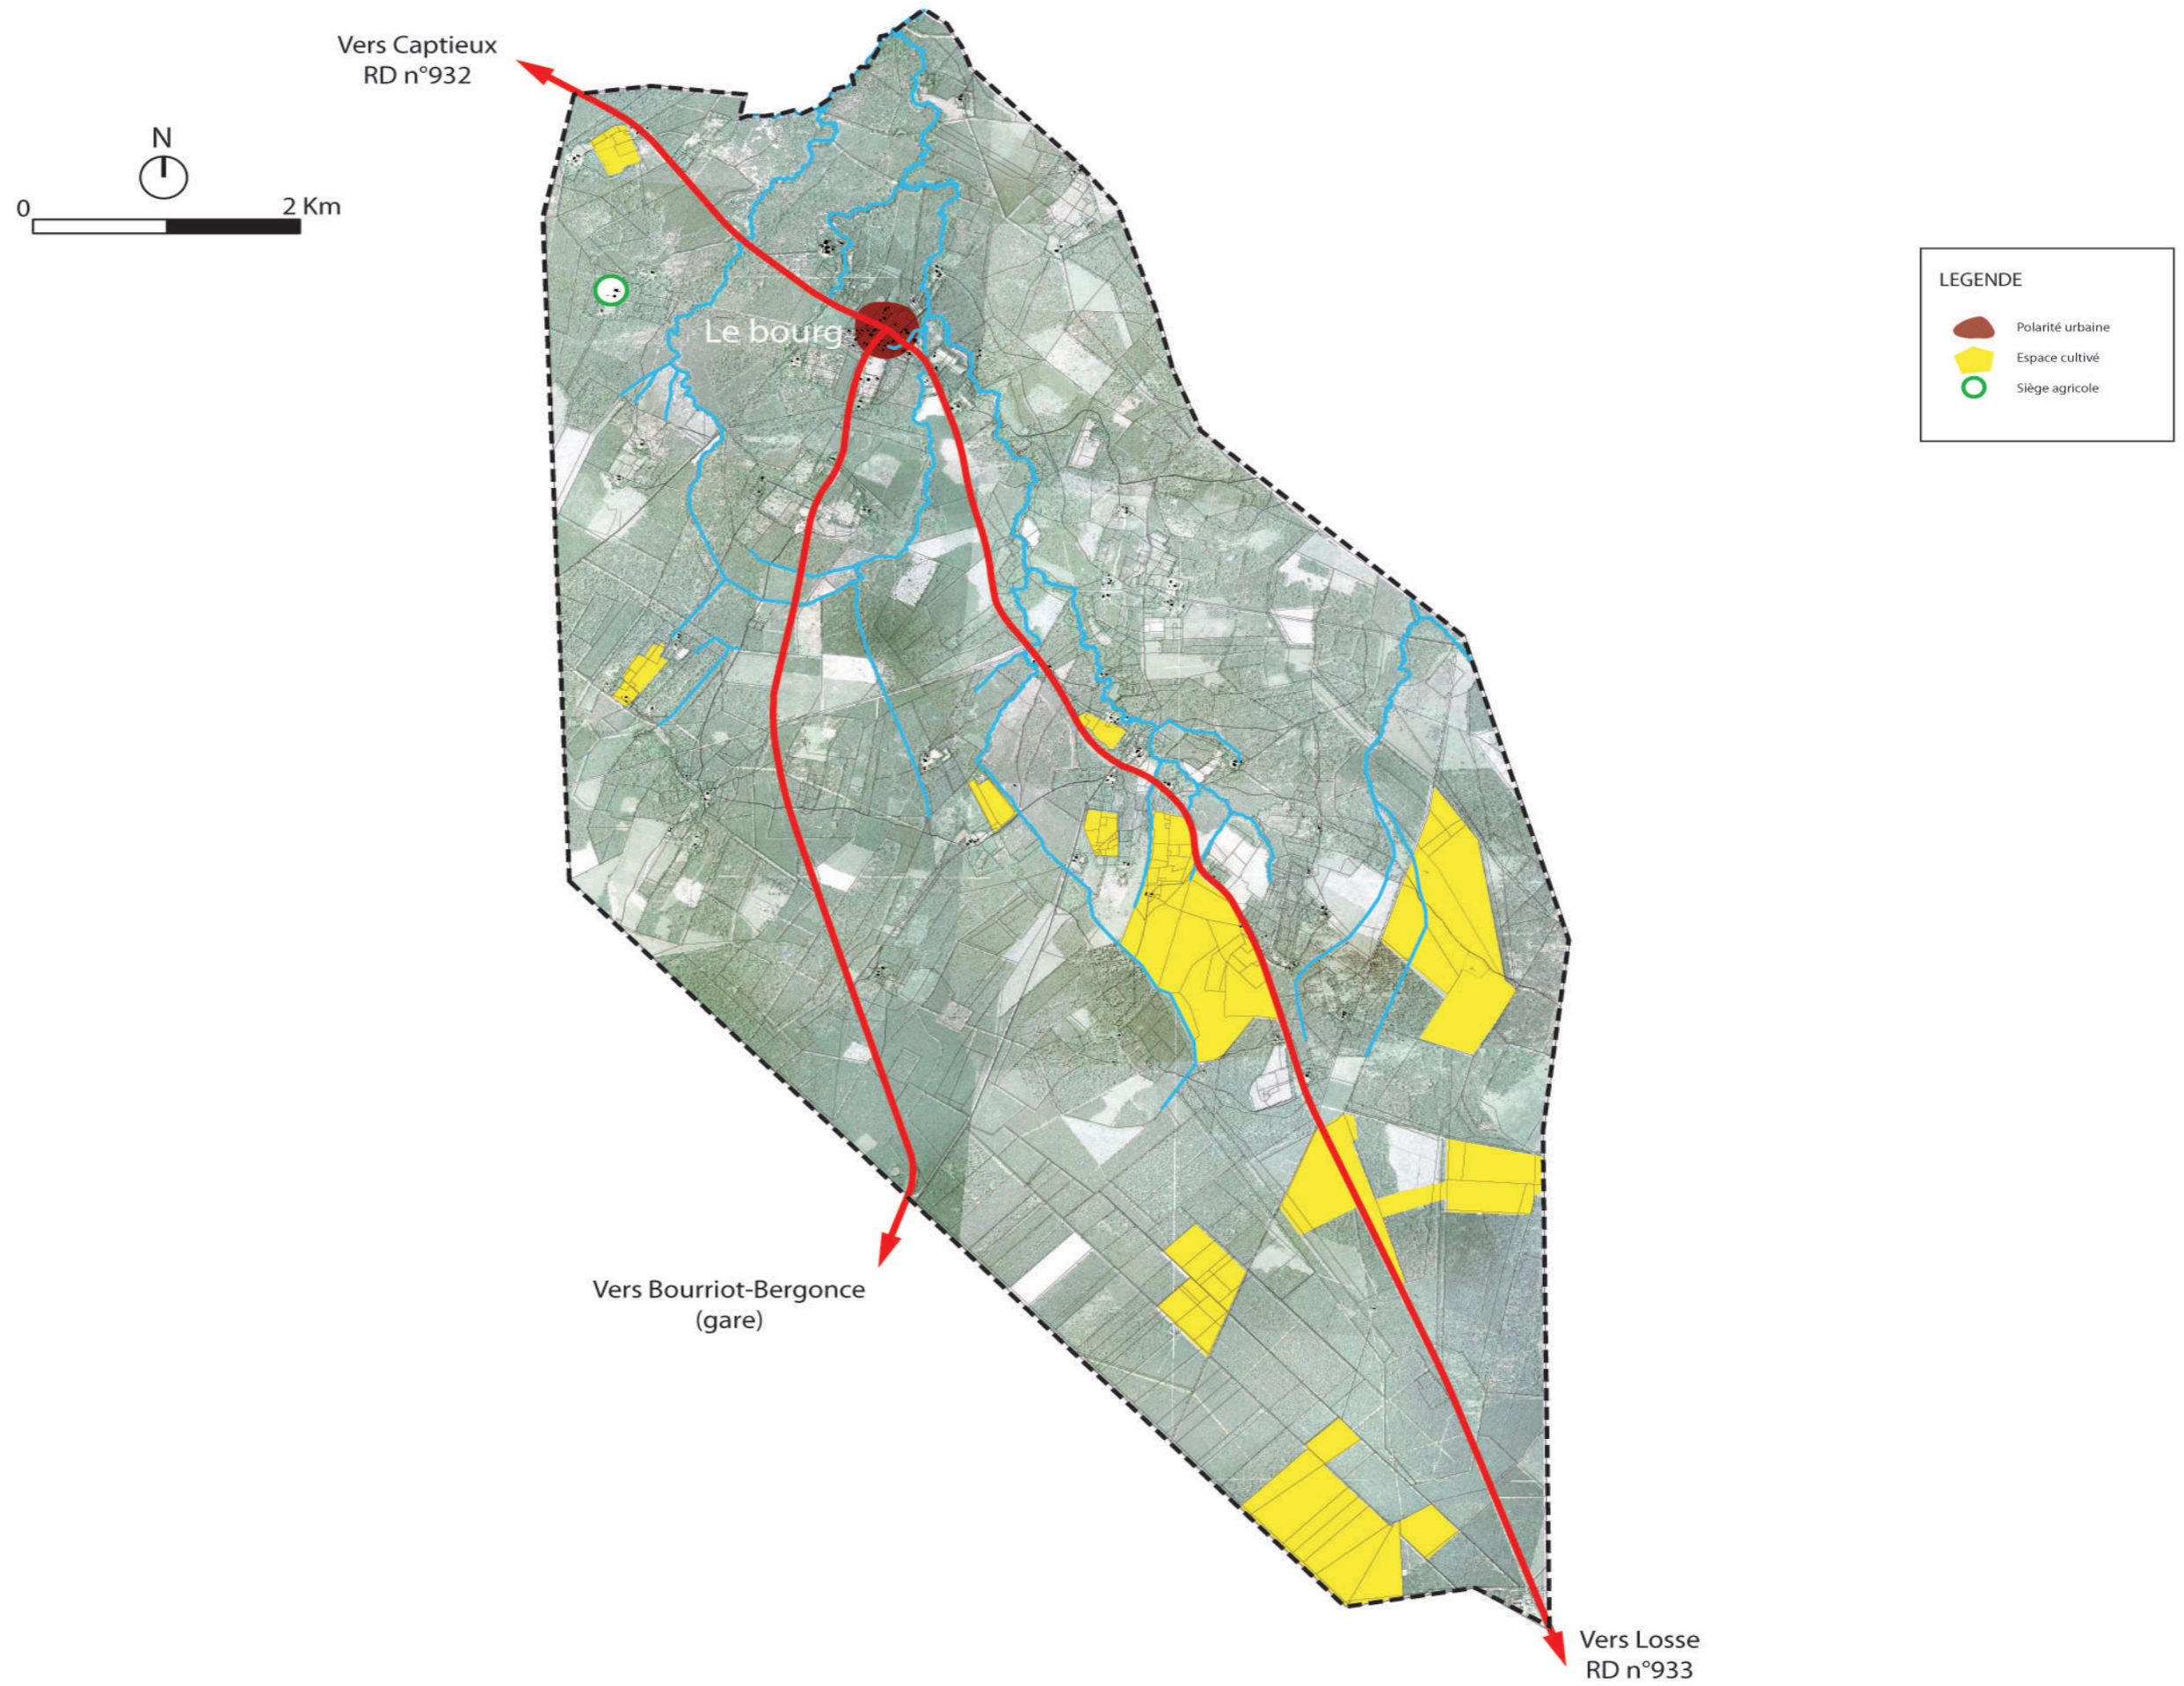 Vers Captieux
RD n°932
N
0
2 Km
LEGENDE
Polarité urbaine
Espace cultivé
Siège agricole
Le bourg
Vers Bourriot-Bergonce
(gare)
Vers Losse
RD n°933